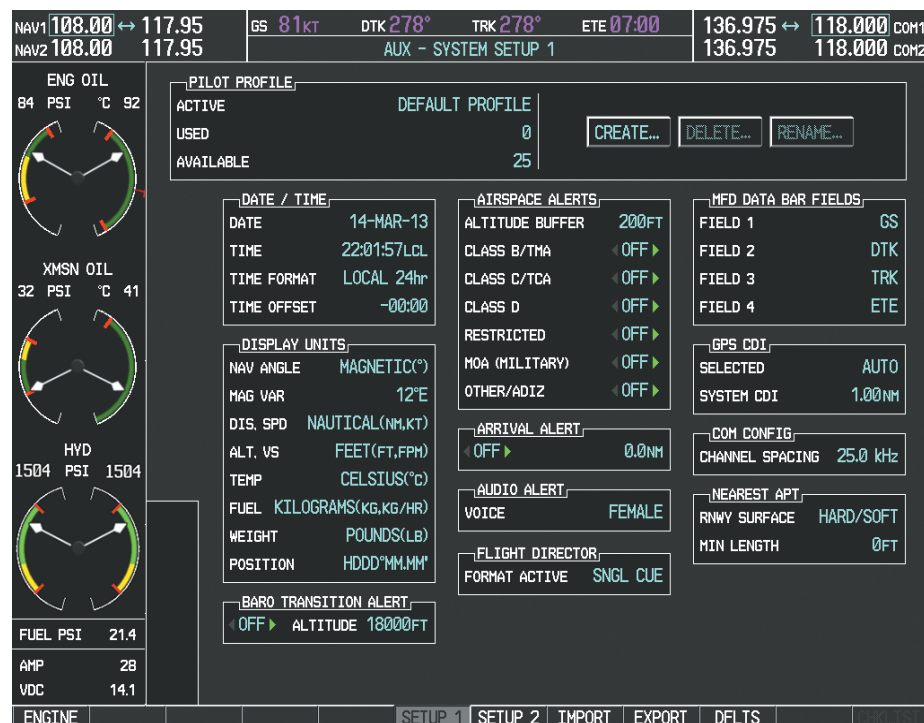 NAV1 108.00 ↔ 117.95
NAV2 108.00 117.95
GS 81KT DTK 278° TRK 278° ETE 07:00
AUX - SYSTEM SETUP 1
136.975 ↔ 118.000 COM1
136.975 118.000 COM2
ENG OIL
84 PSI °C 92
XMSN OIL
32 PSI °C 41
HYD
1504 PSI 1504
FUEL PSI 21.4
AMP 28
VDC 14.1
PILOT PROFILE
ACTIVE DEFAULT PROFILE
USED 0
AVAILABLE 25
CREATE... DELETE... RENAME...
DATE / TIME
DATE 14-MAR-13
TIME 22:01:57LCL
TIME FORMAT LOCAL 24hr
TIME OFFSET -00:00
DISPLAY UNITS
NAV ANGLE MAGNETIC(°)
MAG VAR 12°E
DIS, SPD NAUTICAL(NM,KT)
ALT, VS FEET(FT,FPM)
TEMP CELSIUS(°C)
FUEL KILOGRAMS(KG,KG/HR)
WEIGHT POUNDS(LB)
POSITION HDDD°MM.MM'
BARO TRANSITION ALERT
OFF ALTITUDE 18000FT
AIRSPACE ALERTS
ALTITUDE BUFFER 200FT
CLASS B/TMA OFF
CLASS C/TCA OFF
CLASS D OFF
RESTRICTED OFF
MOA (MILITARY) OFF
OTHER/ADIZ OFF
ARRIVAL ALERT
OFF 0.0NM
AUDIO ALERT
VOICE FEMALE
FLIGHT DIRECTOR
FORMAT ACTIVE SNGL CUE
MFD DATA BAR FIELDS
FIELD 1 GS
FIELD 2 DTK
FIELD 3 TRK
FIELD 4 ETE
GPS CDI
SELECTED AUTO
SYSTEM CDI 1.00NM
COM CONFIG
CHANNEL SPACING 25.0 kHz
NEAREST APT
RNWY SURFACE HARD/SOFT
MIN LENGTH 0FT
ENGINE SETUP 1 SETUP 2 IMPORT EXPORT DFLTS